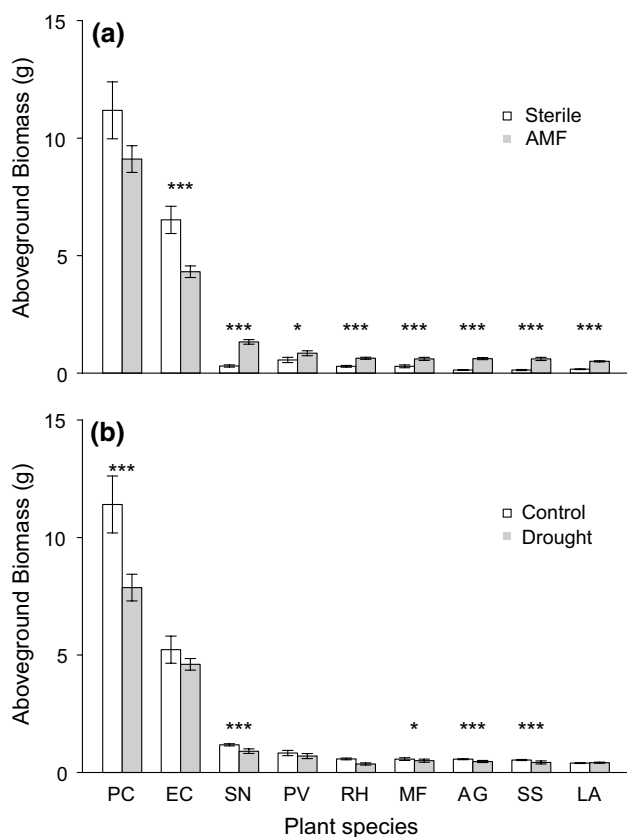 (a)
Aboveground Biomass (g)
15
10
5
0
Sterile
AMF
***
*** * *** *** *** *** ***
(b)
Aboveground Biomass (g)
15
10
5
0
Control
Drought
***
*** * *** ***
PC EC SN PV RH MF AG SS LA
Plant species